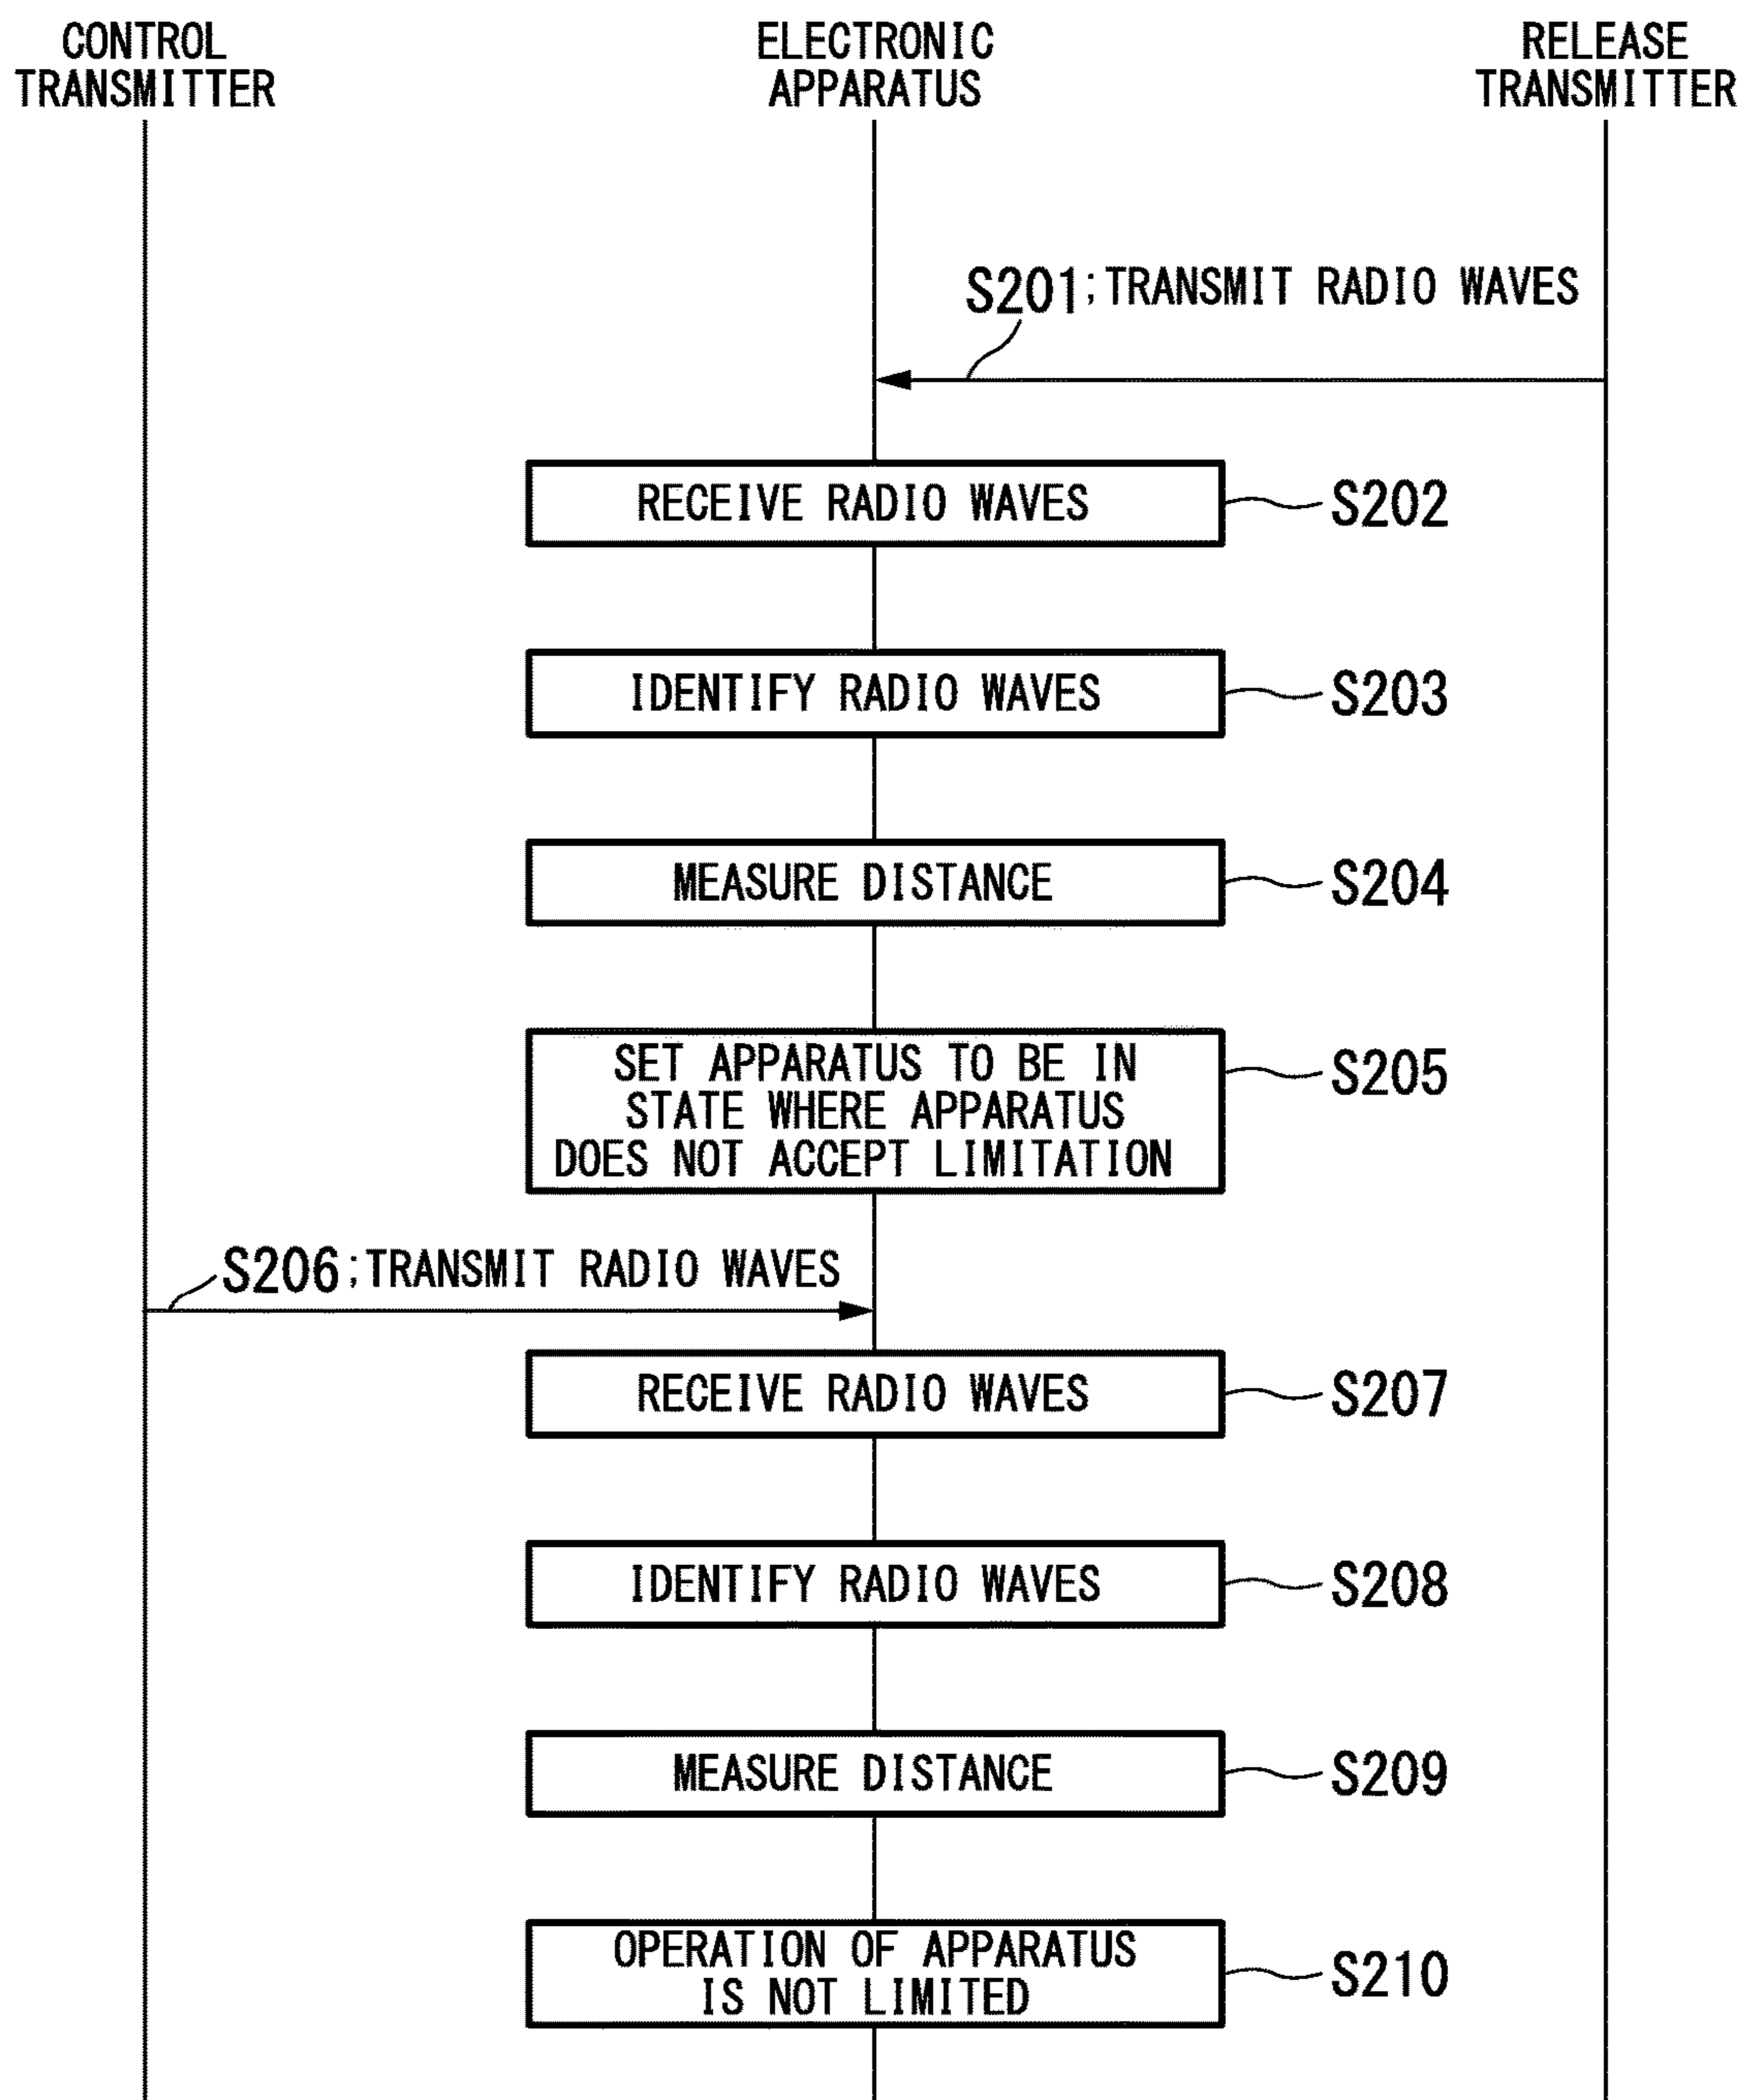 CONTROL
TRANSMITTER
ELECTRONIC
APPARATUS
RELEASE
TRANSMITTER
S201;TRANSMIT RADIO WAVES
RECEIVE RADIO WAVES
S202
IDENTIFY RADIO WAVES
S203
MEASURE DISTANCE
S204
SET APPARATUS TO BE IN
STATE WHERE APPARATUS
DOES NOT ACCEPT LIMITATION
S205
S206;TRANSMIT RADIO WAVES
RECEIVE RADIO WAVES
S207
IDENTIFY RADIO WAVES
S208
MEASURE DISTANCE
S209
OPERATION OF APPARATUS
IS NOT LIMITED
S210